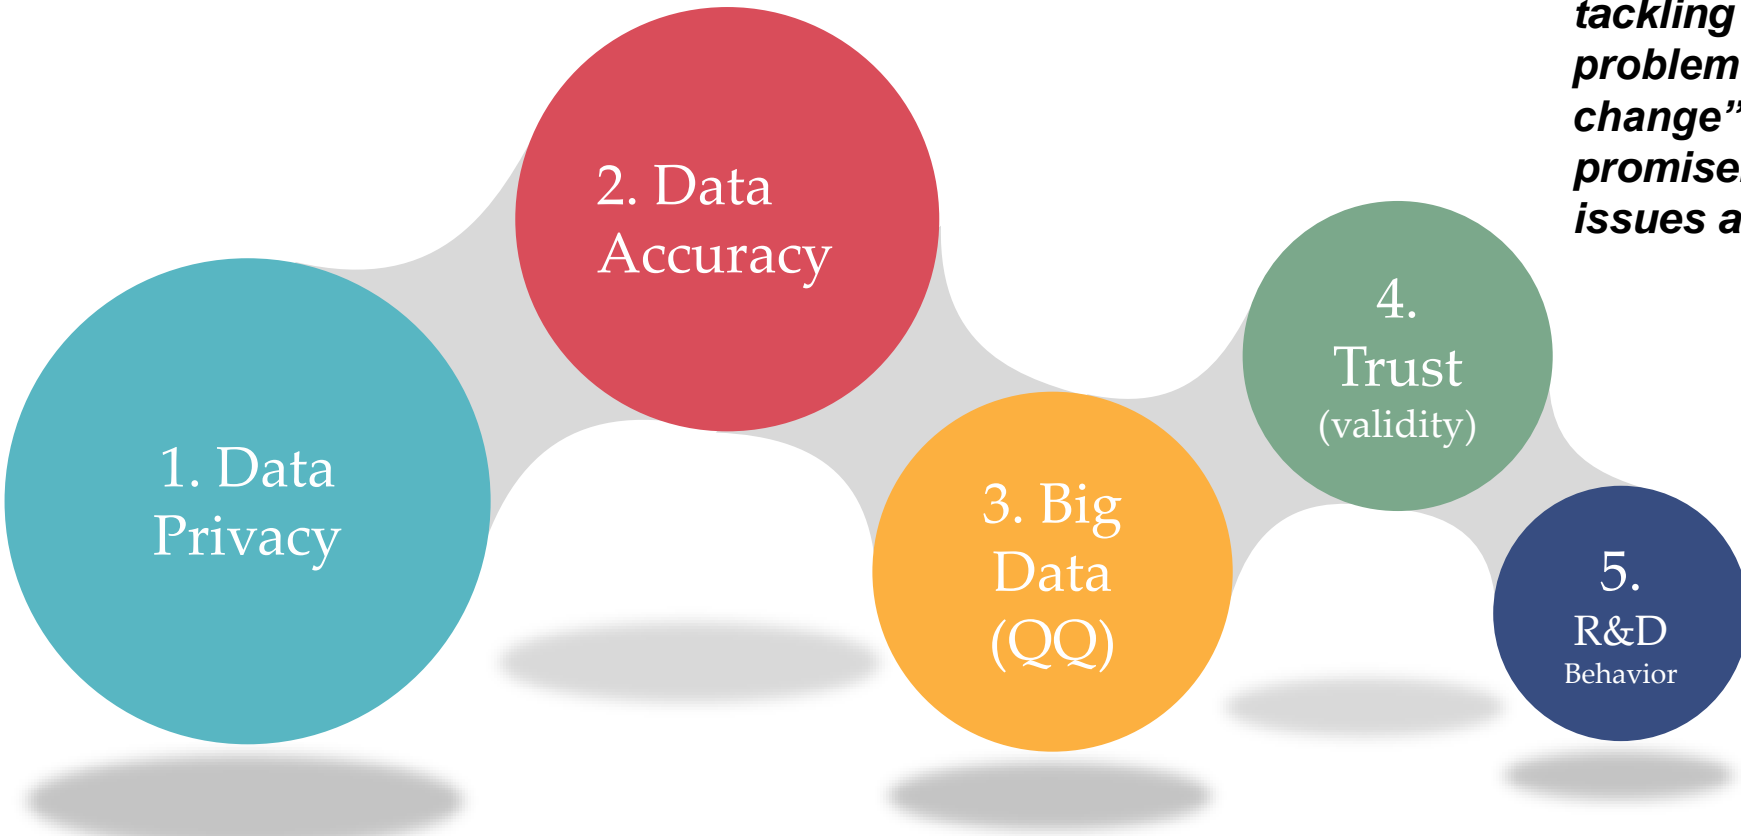 1. Data
Privacy
2. Data
Accuracy
3. Big
Data
(QQ)
4.
Trust
(validity)
5.
R&D
Behavior
tackling
problem
change”
issues a